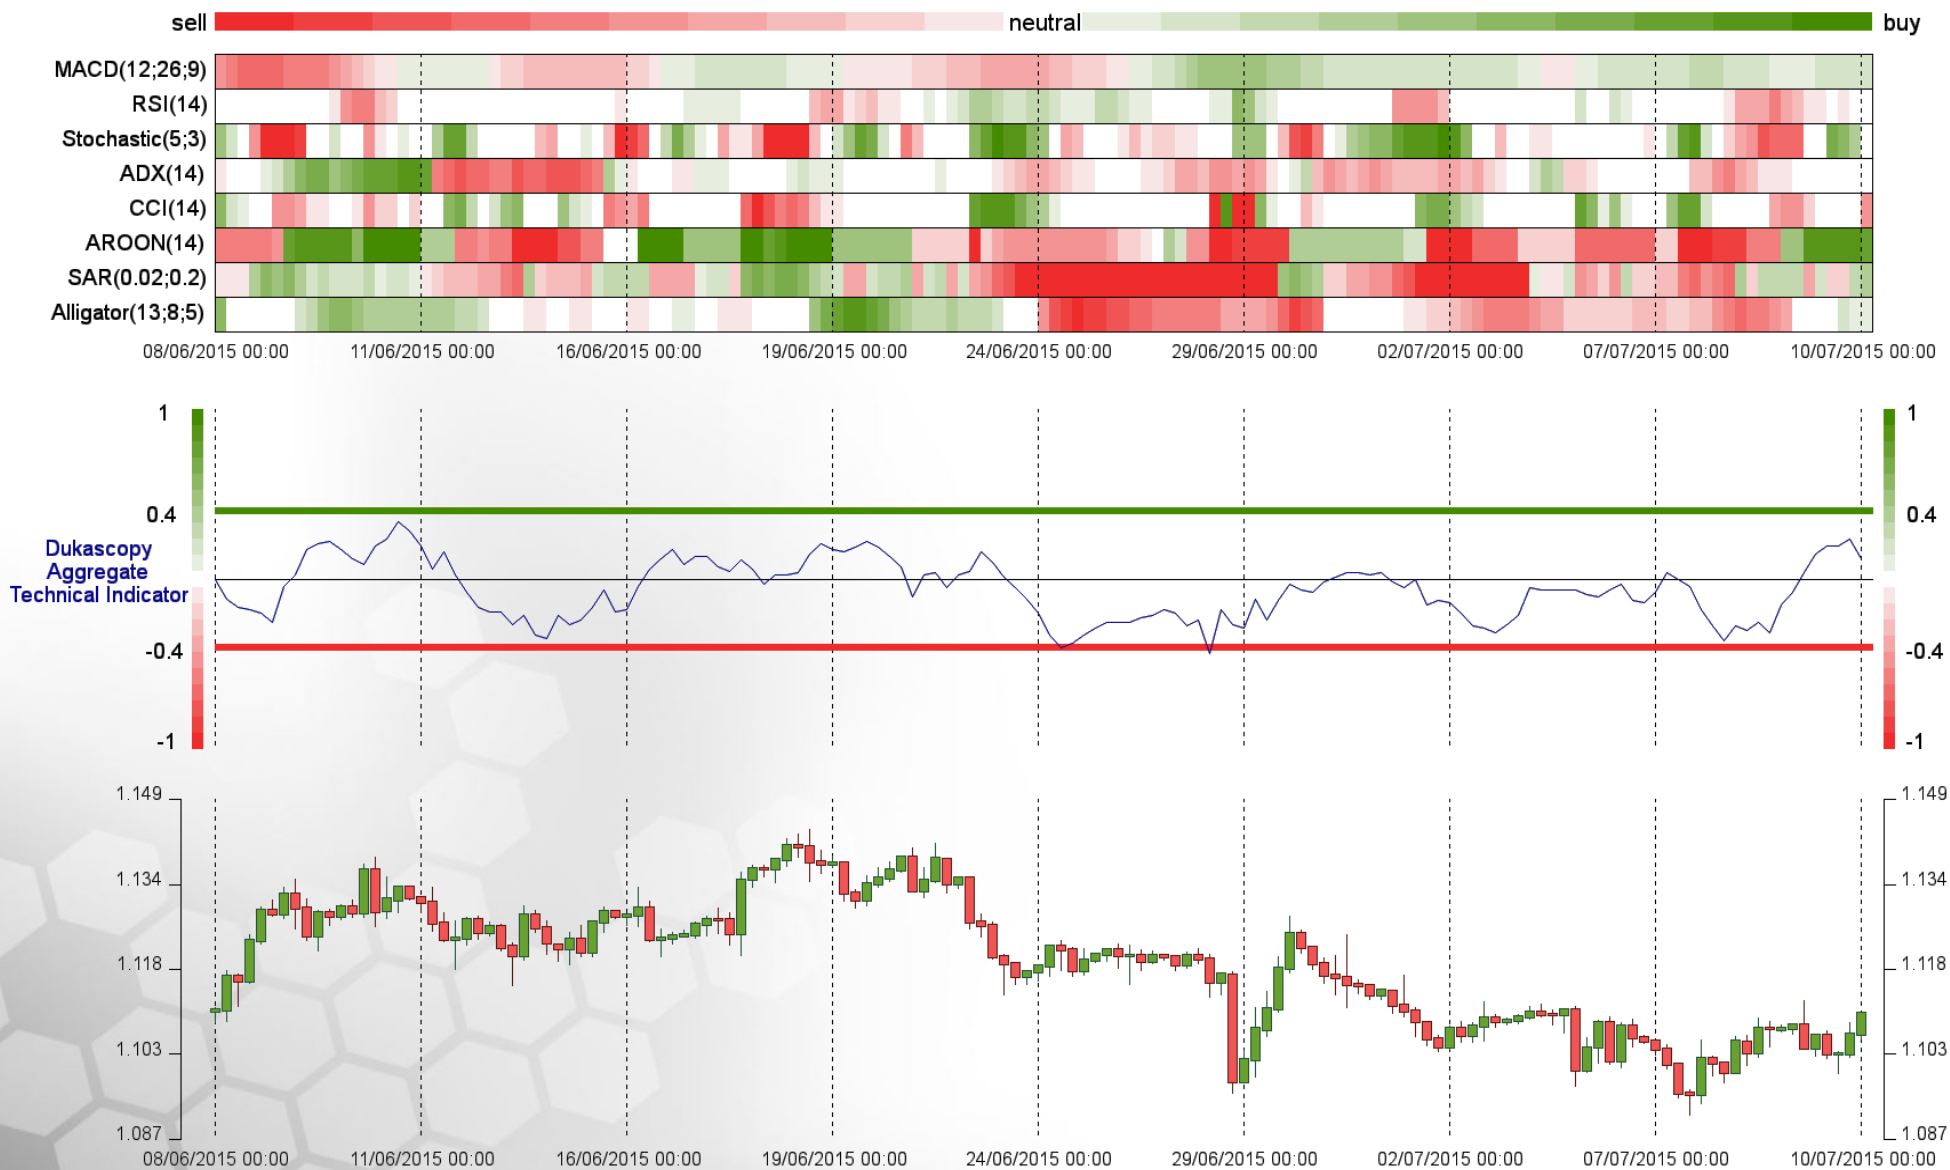 sell neutral buy
MACD(12;26;9)
RSI(14)
Stochastic(5;3)
ADX(14)
CCI(14)
AROON(14)
SAR(0.02;0.2)
Alligator(13;8;5)
08/06/2015 00:00 11/06/2015 00:00 16/06/2015 00:00 19/06/2015 00:00 24/06/2015 00:00 29/06/2015 00:00 02/07/2015 00:00 07/07/2015 00:00 10/07/2015 00:00
1 1
0.4 0.4
Dukascopy
Aggregate
Technical Indicator
-0.4 -0.4
-1 -1
1.149 1.149
1.134 1.134
1.118 1.118
1.103 1.103
1.087 1.087
08/06/2015 00:00 11/06/2015 00:00 16/06/2015 00:00 19/06/2015 00:00 24/06/2015 00:00 29/06/2015 00:00 02/07/2015 00:00 07/07/2015 00:00 10/07/2015 00:00